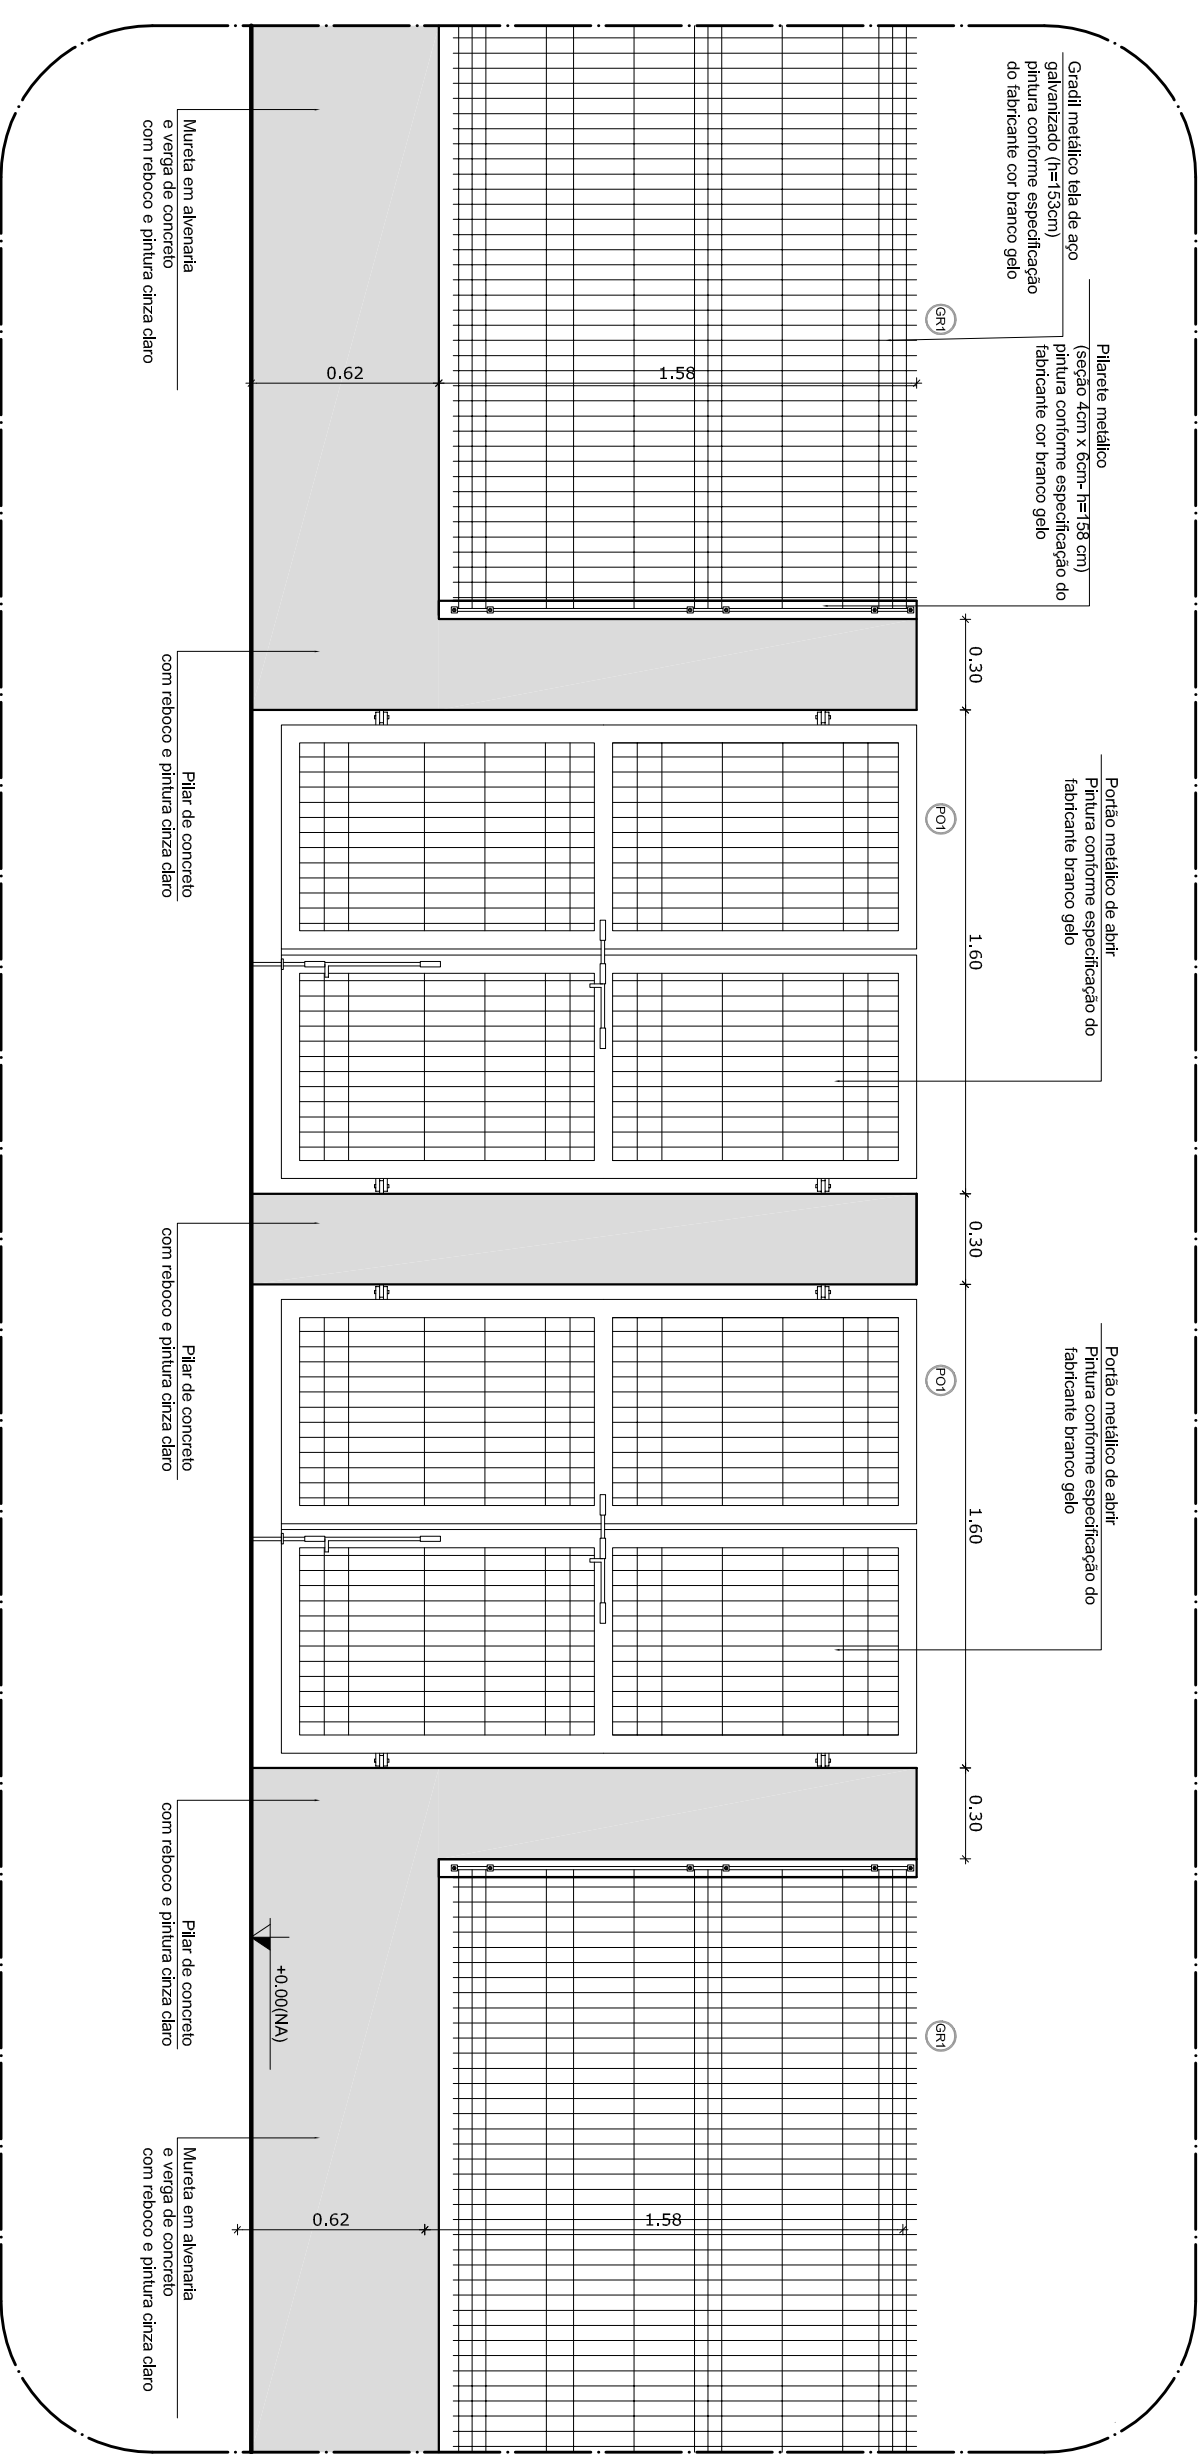 Gradil metálico tela de aço
galvanizado (h=153cm)
pintura conforme especificação
do fabricante cor branco gelo
Pilarete metálico
(seção 4cm x 6cm- h=158 cm)
pintura conforme especificação do
fabricante cor branco gelo
Portão metálico de abrir
Pintura conforme especificação do
fabricante branco gelo
Portão metálico de abrir
Pintura conforme especificação do
fabricante branco gelo
0.30
1.60
0.30
1.60
0.30
GR1
PO1
PO1
GR1
1.58
0.62
1.58
0.62
+0.00(NA)
Mureta em alvenaria
e verga de concreto
com reboco e pintura cinza claro
Pilar de concreto
com reboco e pintura cinza claro
Pilar de concreto
com reboco e pintura cinza claro
Pilar de concreto
com reboco e pintura cinza claro
Mureta em alvenaria
e verga de concreto
com reboco e pintura cinza claro